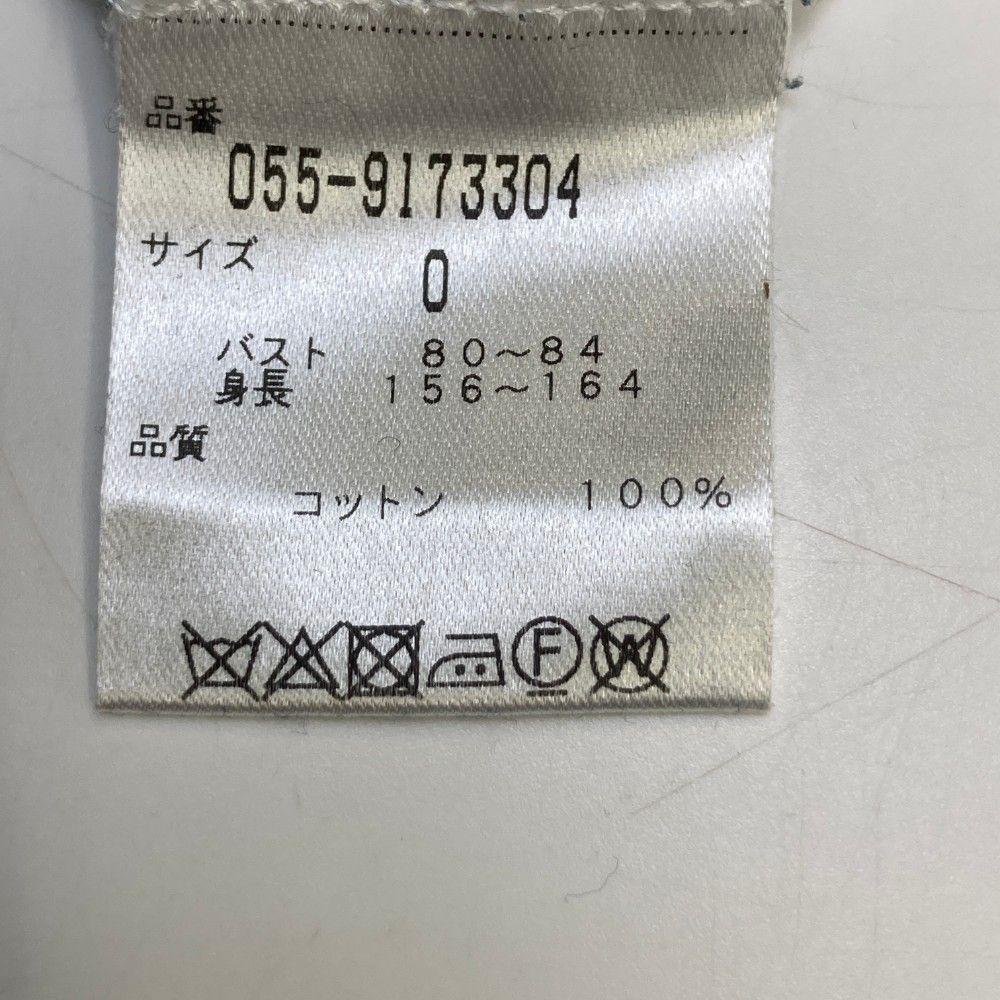 品番
055-9173304
サイズ
0
バスト 80〜84
身長 156〜164
品質
コットン 100%
F
W